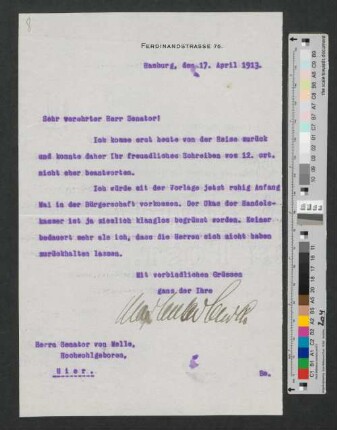 8
FERDINANDSTRASSE 75.
Hamburg, den 17. April 1913.
Sehr verehrter Herr Senator!
Ich komme erst heute von der Reise zurück
und konnte daher Ihr freundliches Schreiben vom 12. crt.
nicht eher beantworten.
Ich würde mit der Vorlage jetzt ruhig Anfang
Mai in der Bürgerschaft vorkommen. Der Ukas der Handels-
kammer ist ja ziemlich klanglos begrüsst worden. Keiner
bedauert mehr als ich, dass die Herren sich nicht haben
zurückhalten lassen.
Mit verbindlichen Grüssen
ganz der Ihre
Herrn Senator von Melle,
Hochwohlgeboren,
Hier.